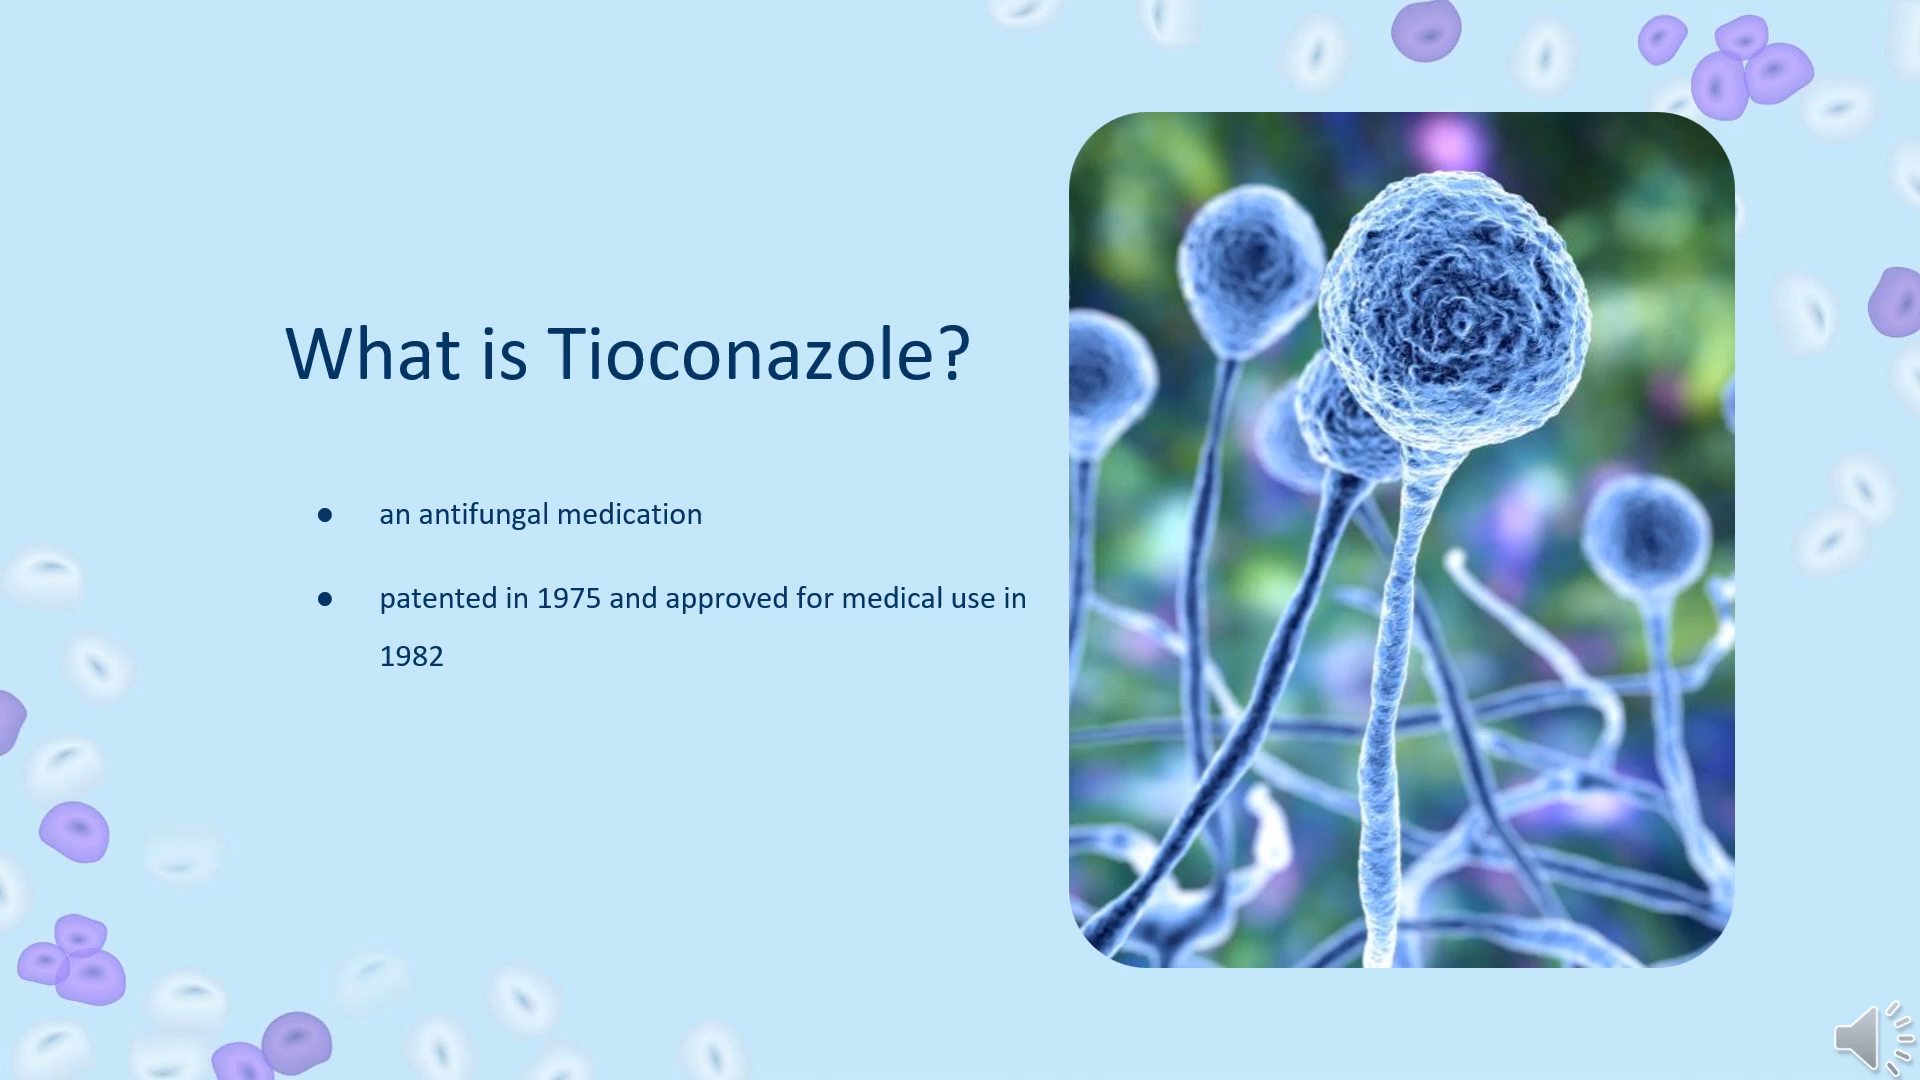 What is Tioconazole?
● an antifungal medication
● patented in 1975 and approved for medical use in
1982